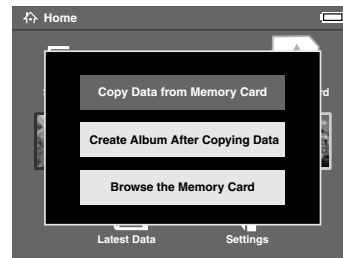 Home
Copy Data from Memory Card
Create Album After Copying Data
Browse the Memory Card
Latest Data
Settings